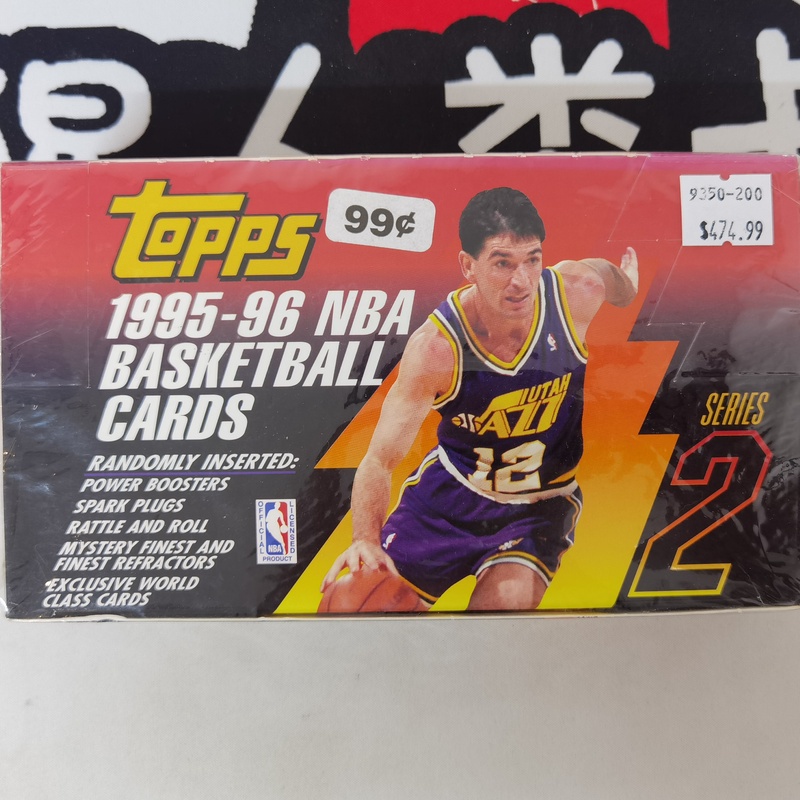 人 米
TOPPS
99¢
9350-200
$474.99
1995-96 NBA
BASKETBALL
CARDS
RANDOMLY INSERTED:
POWER BOOSTERS
SPARK PLUGS
RATTLE AND ROLL
MYSTERY FINEST AND
FINEST REFRACTORS
EXCLUSIVE WORLD
CLASS CARDS
OFFICIAL
LICENSED
NBA
PRODUCT
UTAH
JAZZ
12
SERIES
2